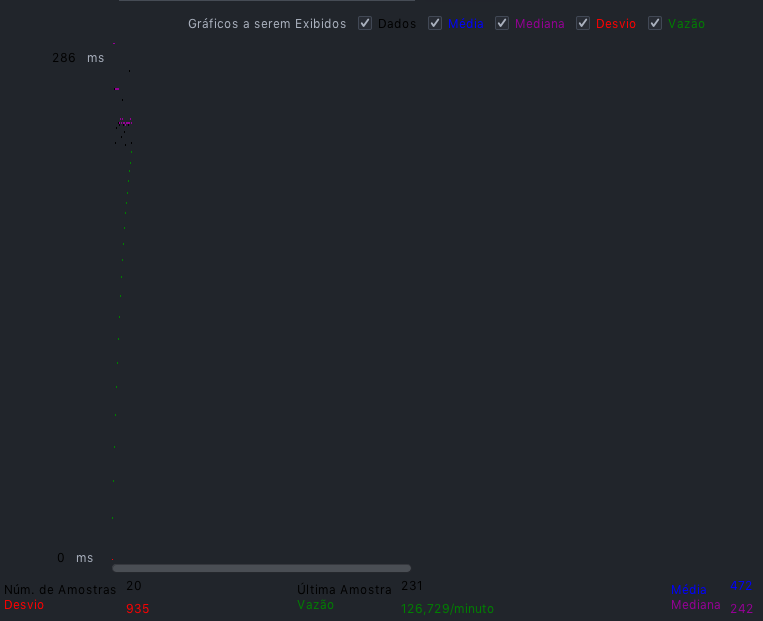 Gráficos a serem Exibidos Dados Média Mediana Desvio Vazão
286 ms
0 ms
Núm. de Amostras 20 Última Amostra 231 Média
Desvio 935 Vazão 126,729/minuto Mediana 242